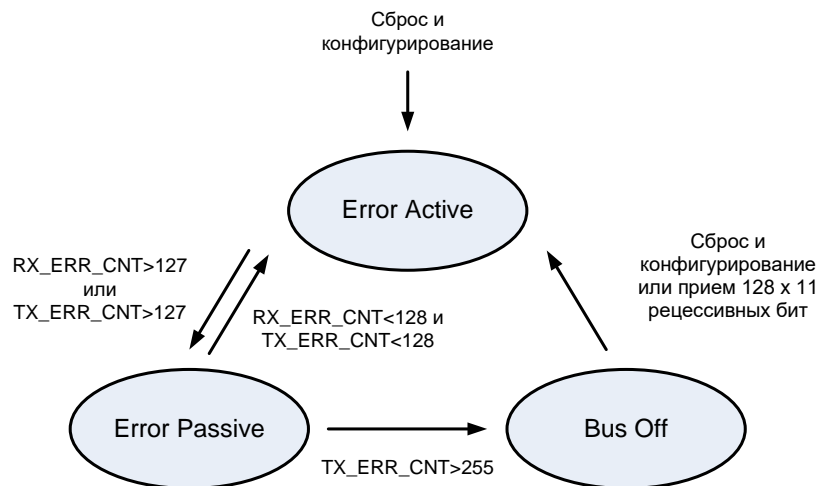 Сброс и
конфигурирование
Error Active
RX_ERR_CNT>127
или
TX_ERR_CNT>127
RX_ERR_CNT<128 и
TX_ERR_CNT<128
Сброс и
конфигурирование
или прием 128 x 11
рецессивных бит
Error Passive
TX_ERR_CNT>255
Bus Off